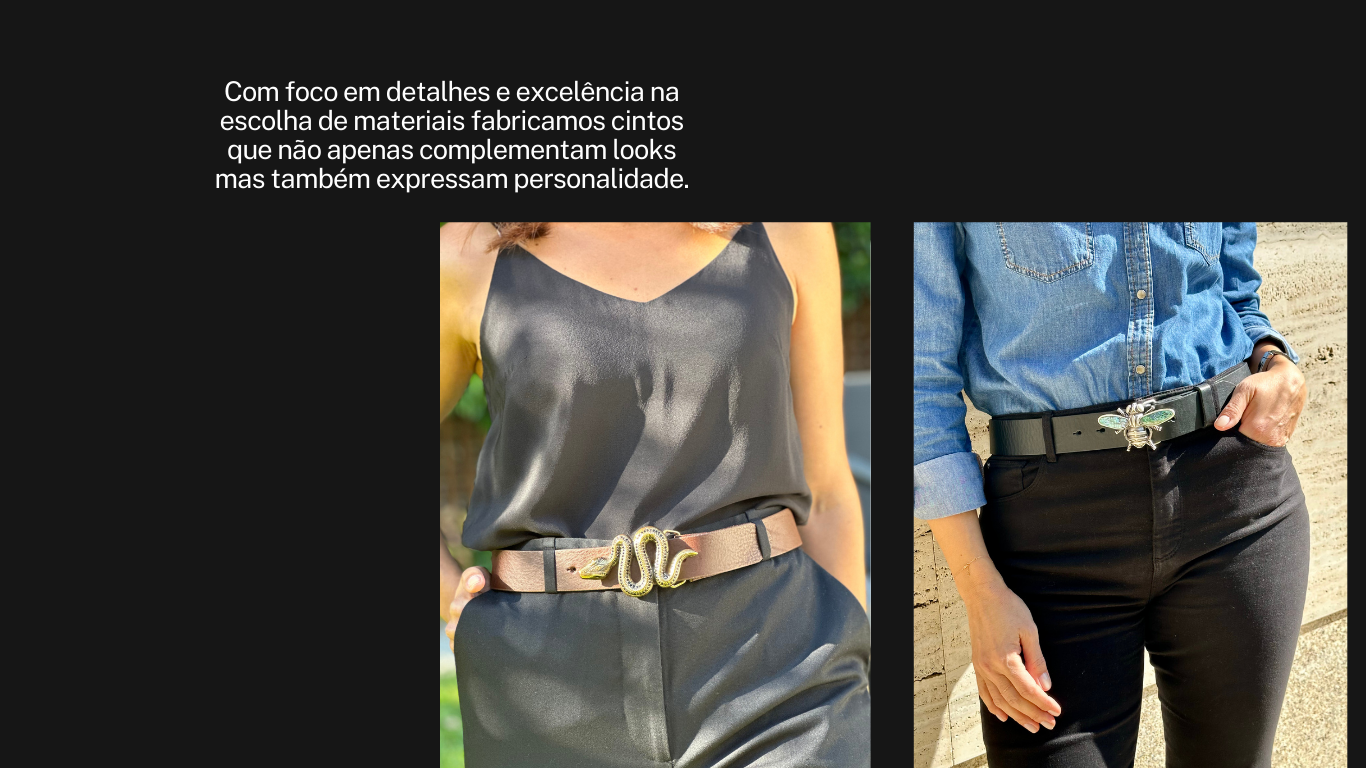 Com foco em detalhes e excelência na
escolha de materiais fabricamos cintos
que não apenas complementam looks
mas também expressam personalidade.